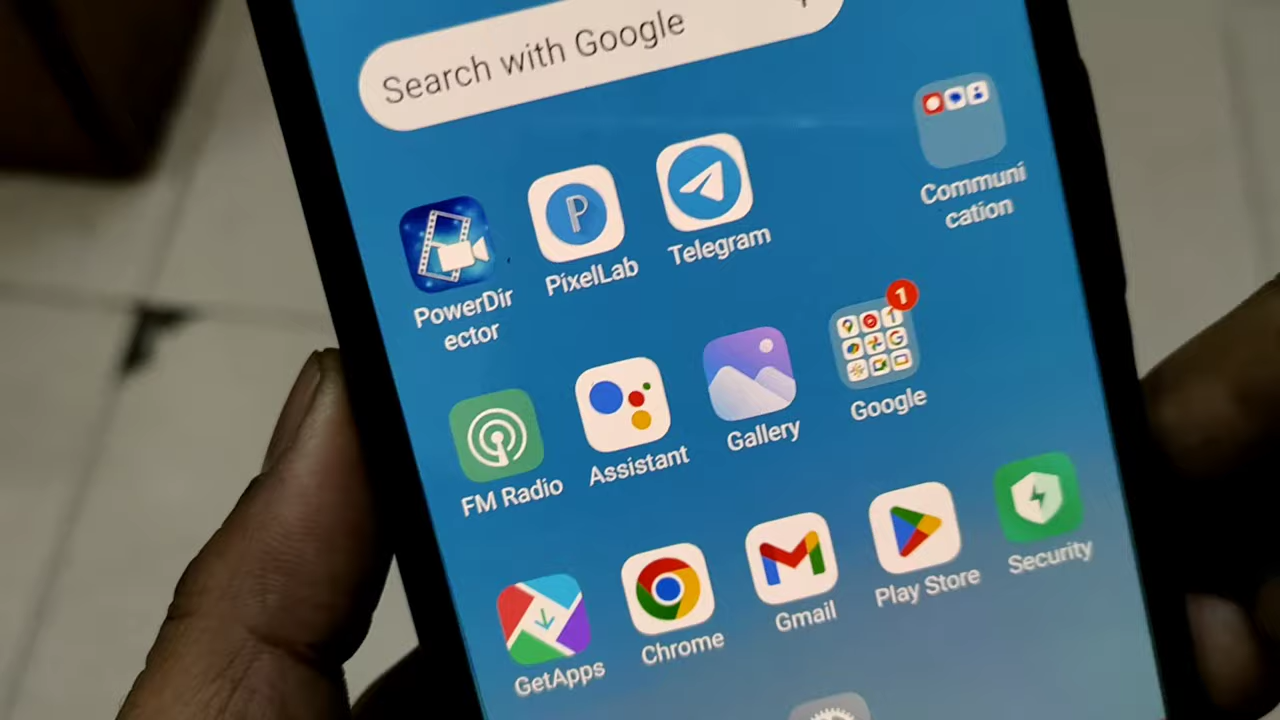 Search with Google
Communi
cation
PowerDir
ector
PixelLab
Telegram
1
FM Radio
Assistant
Gallery
Google
GetApps
Chrome
Gmail
Play Store
Security